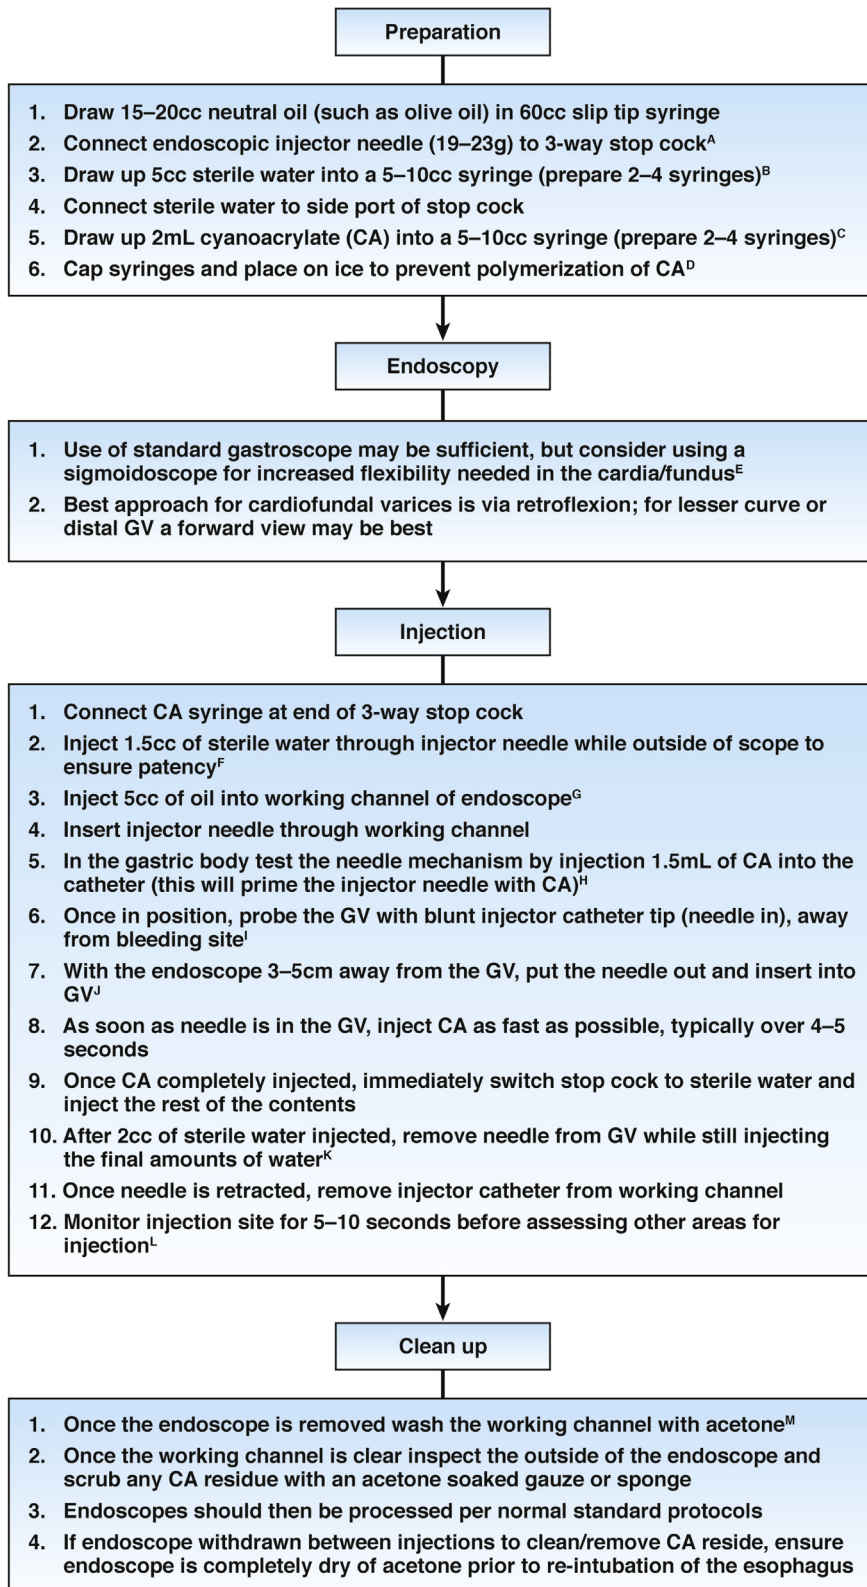 Preparation
1. Draw 15–20cc neutral oil (such as olive oil) in 60cc slip tip syringe
2. Connect endoscopic injector needle (19–23g) to 3-way stop cockA
3. Draw up 5cc sterile water into a 5–10cc syringe (prepare 2–4 syringes)B
4. Connect sterile water to side port of stop cock
5. Draw up 2mL cyanoacrylate (CA) into a 5–10cc syringe (prepare 2–4 syringes)C
6. Cap syringes and place on ice to prevent polymerization of CAD
Endoscopy
1. Use of standard gastroscope may be sufficient, but consider using a
sigmoidoscope for increased flexibility needed in the cardia/fundusE
2. Best approach for cardiofundal varices is via retroflexion; for lesser curve or
distal GV a forward view may be best
Injection
1. Connect CA syringe at end of 3-way stop cock
2. Inject 1.5cc of sterile water through injector needle while outside of scope to
ensure patencyF
3. Inject 5cc of oil into working channel of endoscopeG
4. Insert injector needle through working channel
5. In the gastric body test the needle mechanism by injection 1.5mL of CA into the
catheter (this will prime the injector needle with CA)H
6. Once in position, probe the GV with blunt injector catheter tip (needle in), away
from bleeding siteI
7. With the endoscope 3–5cm away from the GV, put the needle out and insert into
GVJ
8. As soon as needle is in the GV, inject CA as fast as possible, typically over 4–5
seconds
9. Once CA completely injected, immediately switch stop cock to sterile water and
inject the rest of the contents
10. After 2cc of sterile water injected, remove needle from GV while still injecting
the final amounts of waterK
11. Once needle is retracted, remove injector catheter from working channel
12. Monitor injection site for 5–10 seconds before assessing other areas for
injectionL
Clean up
1. Once the endoscope is removed wash the working channel with acetoneM
2. Once the working channel is clear inspect the outside of the endoscope and
scrub any CA residue with an acetone soaked gauze or sponge
3. Endoscopes should then be processed per normal standard protocols
4. If endoscope withdrawn between injections to clean/remove CA reside, ensure
endoscope is completely dry of acetone prior to re-intubation of the esophagus